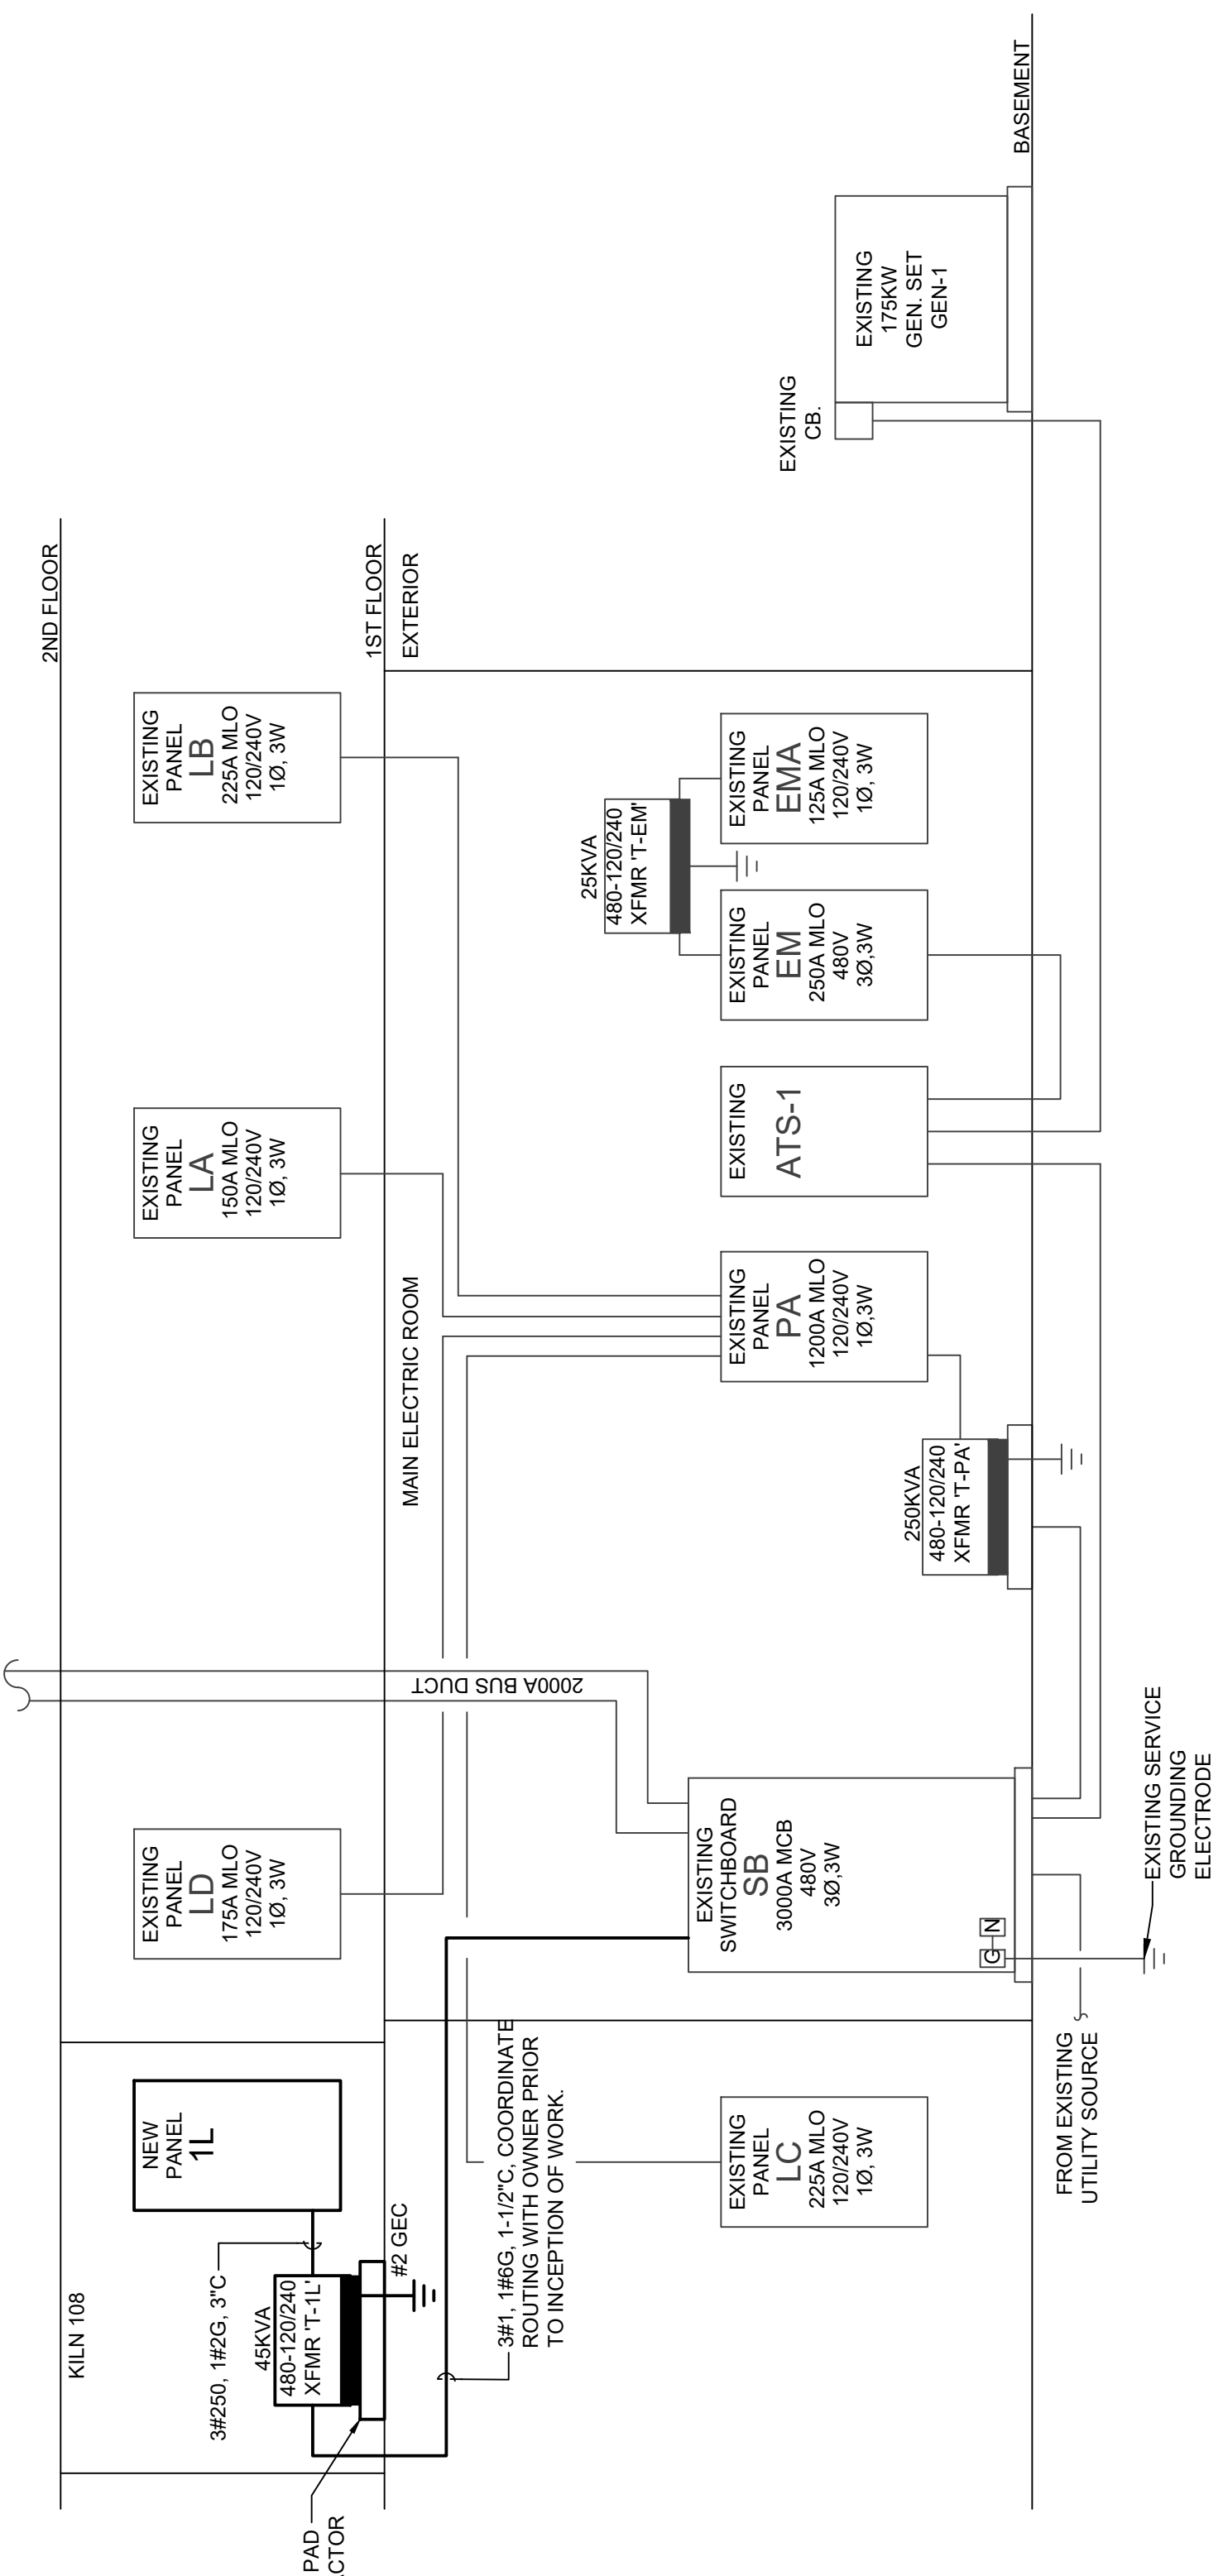 2ND FLOOR
KILN 108
NEW
PANEL
1L
3#250, 1#2G, 3"C
45KVA
480-120/240
XFMR 'T-1L'
#2 GEC
PAD
EXISTING
PANEL
LD
175A MLO
120/240V
1Ø, 3W
EXISTING
PANEL
LA
150A MLO
120/240V
1Ø, 3W
EXISTING
PANEL
LB
225A MLO
120/240V
1Ø, 3W
1ST FLOOR
EXTERIOR
MAIN ELECTRIC ROOM
2000A BUS DUCT
3#1, 1#6G, 1-1/2"C, COORDINATE
ROUTING WITH OWNER PRIOR
TO INCEPTION OF WORK.
EXISTING
PANEL
LC
225A MLO
120/240V
1Ø, 3W
EXISTING
SWITCHBOARD
SB
3000A MCB
480V
3Ø,3W
G
N
250KVA
480-120/240
XFMR 'T-PA'
EXISTING
PANEL
PA
1200A MLO
120/240V
1Ø,3W
EXISTING
ATS-1
EXISTING
PANEL
EM
250A MLO
480V
3Ø,3W
25KVA
480-120/240
XFMR 'T-EM'
EXISTING
PANEL
EMA
125A MLO
120/240V
1Ø, 3W
EXISTING
CB.
EXISTING
175KW
GEN. SET
GEN-1
BASEMENT
FROM EXISTING
UTILITY SOURCE
EXISTING SERVICE
GROUNDING
ELECTRODE